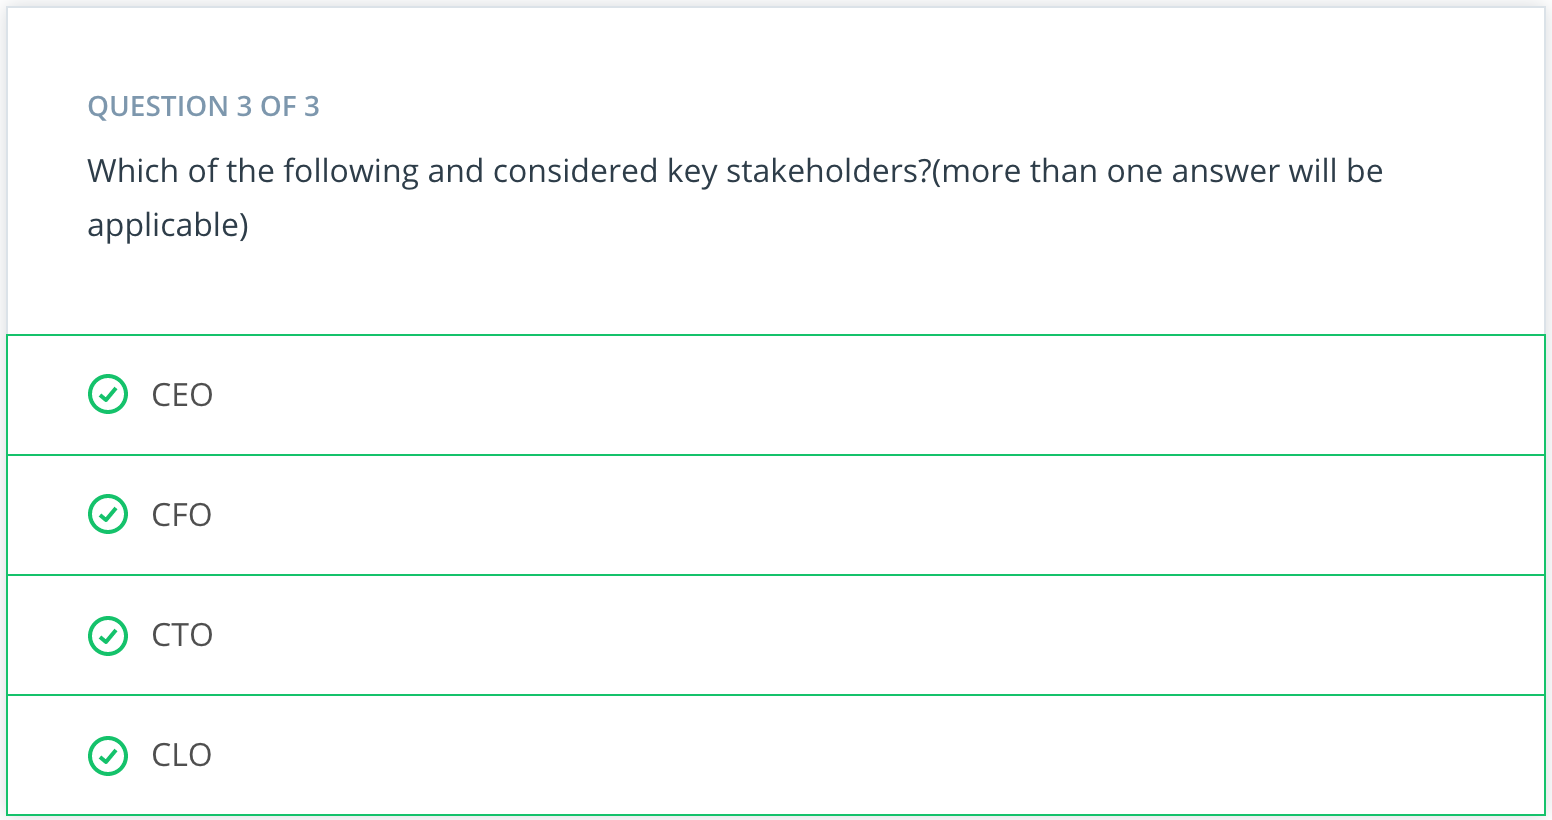 QUESTION 3 OF 3
Which of the following and considered key stakeholders?(more than one answer will be
applicable)
CEO
CFO
CTO
CLO